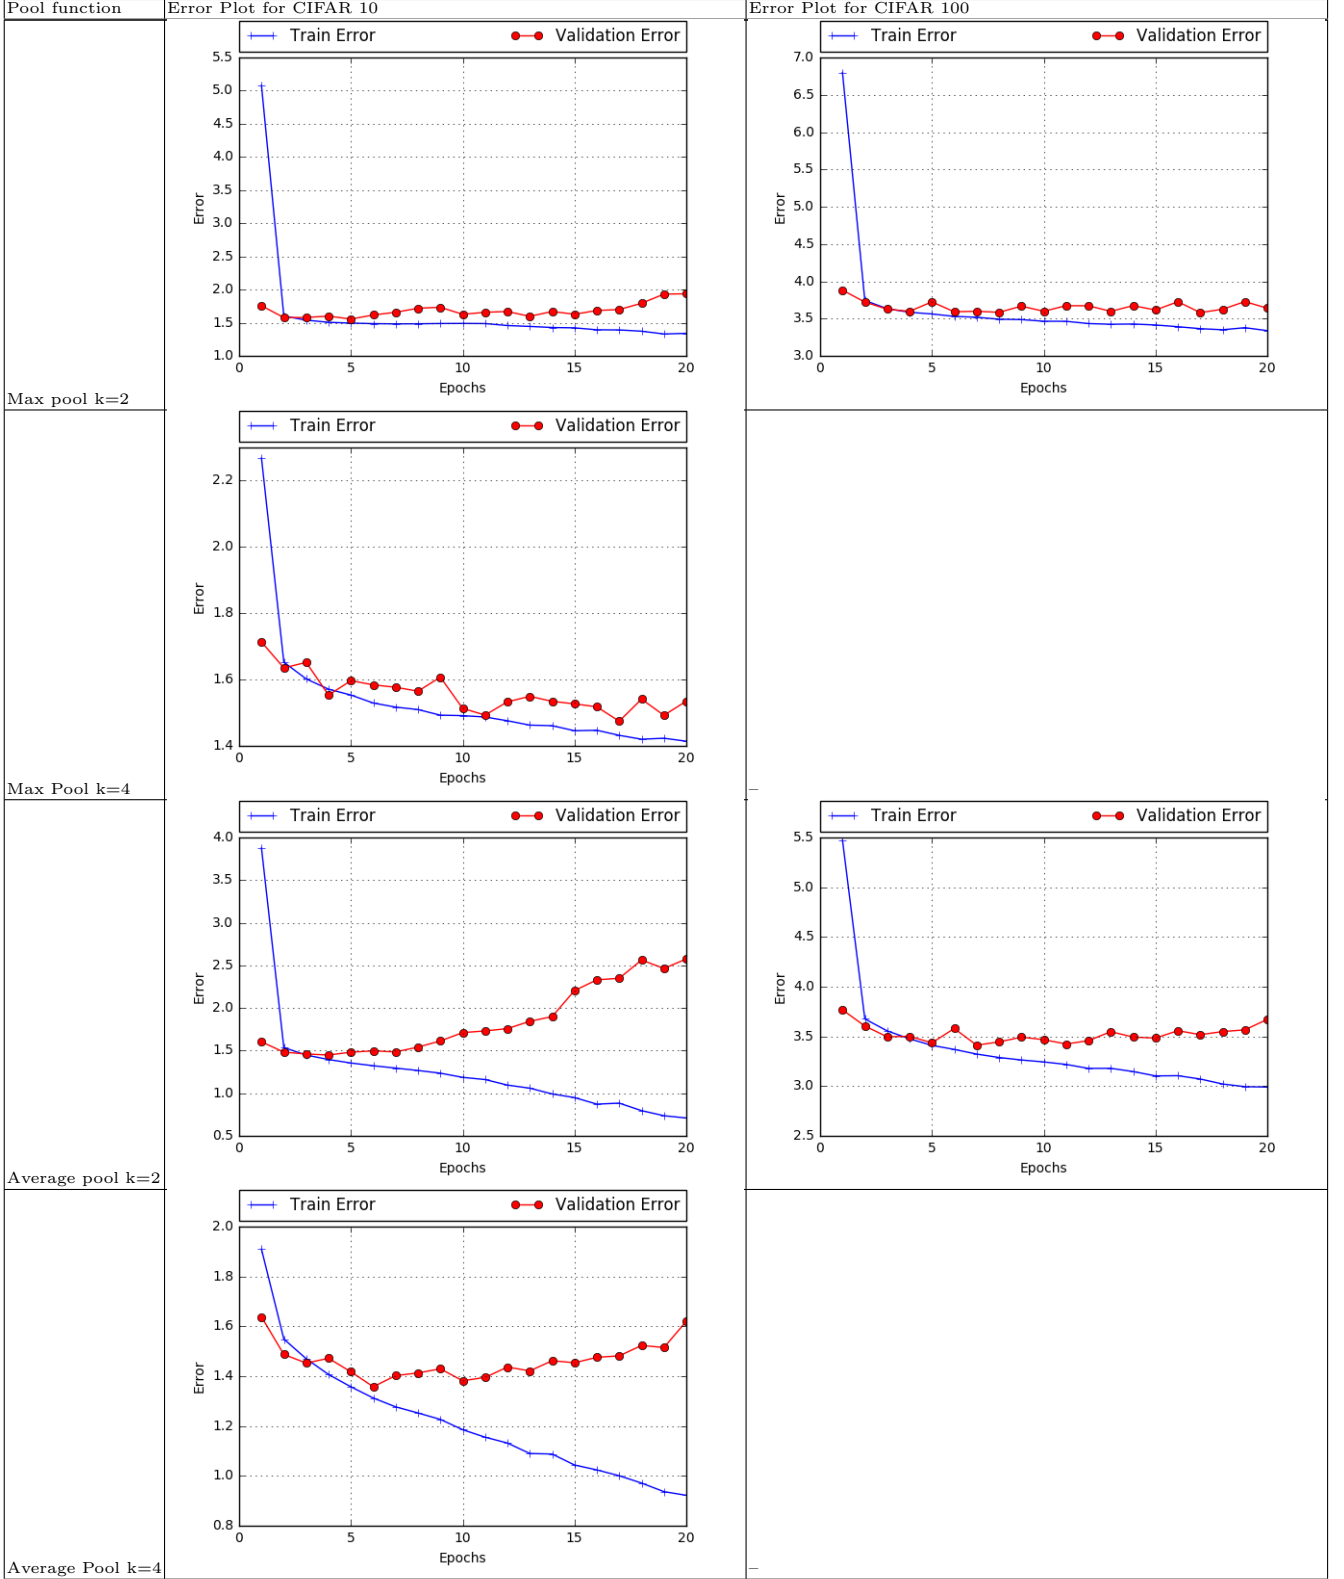 Pool function Error Plot for CIFAR 10 Error Plot for CIFAR 100
Train Error Validation Error
5.5
5.0
4.5
4.0
3.5
3.0
2.5
2.0
1.5
1.0
Error
0 5 10 15 20
Epochs
Train Error Validation Error
7.0
6.5
6.0
5.5
5.0
4.5
4.0
3.5
3.0
Error
0 5 10 15 20
Epochs
Max pool k=2
Train Error Validation Error
2.2
2.0
1.8
1.6
1.4
Error
0 5 10 15 20
Epochs
Max Pool k=4 –
Train Error Validation Error
4.0
3.5
3.0
2.5
2.0
1.5
1.0
0.5
Error
0 5 10 15 20
Epochs
Train Error Validation Error
5.5
5.0
4.5
4.0
3.5
3.0
2.5
Error
0 5 10 15 20
Epochs
Average pool k=2
Train Error Validation Error
2.0
1.8
1.6
1.4
1.2
1.0
0.8
Error
0 5 10 15 20
Epochs
Average Pool k=4 –